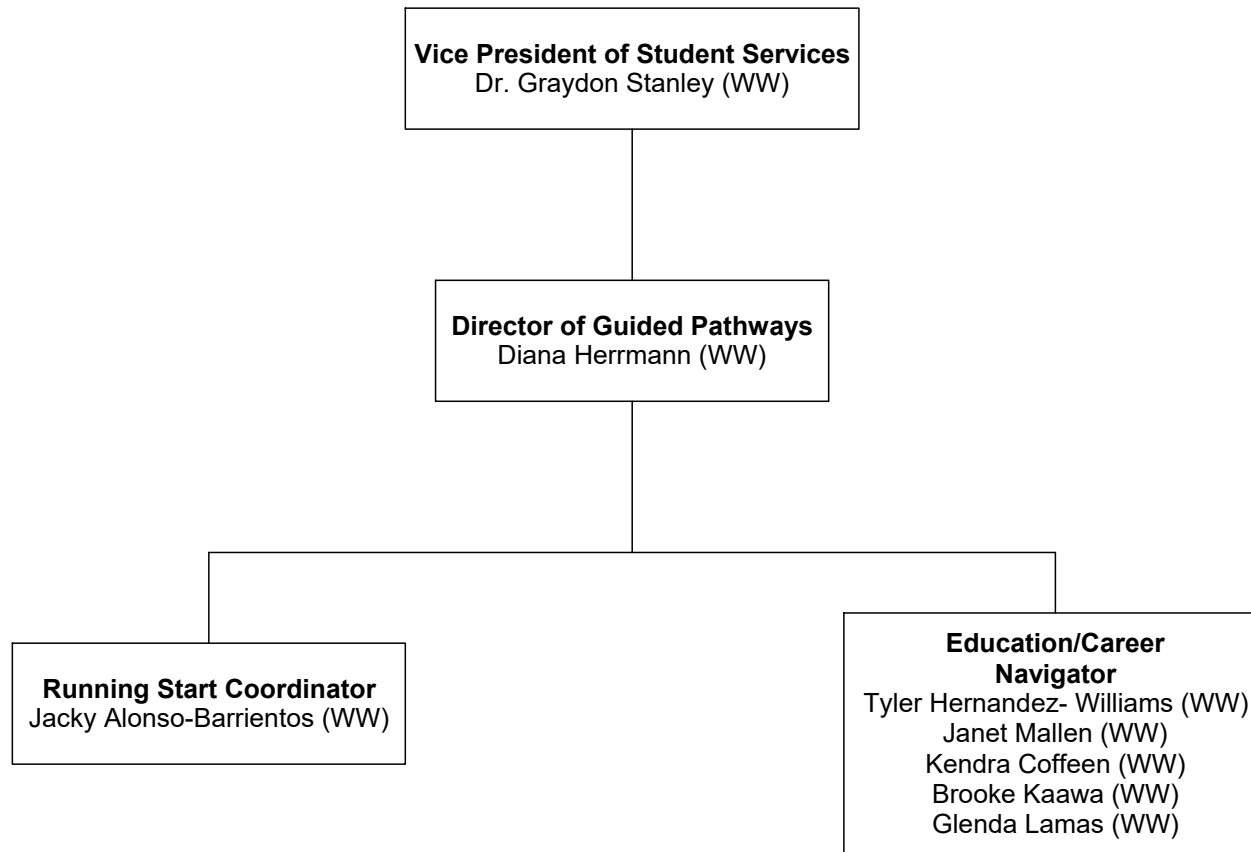 Vice President of Student Services
Dr. Graydon Stanley (WW)
Director of Guided Pathways
Diana Herrmann (WW)
Running Start Coordinator
Jacky Alonso-Barrientos (WW)
Education/Career
Navigator
Tyler Hernandez- Williams (WW)
Janet Mallen (WW)
Kendra Coffeen (WW)
Brooke Kaawa (WW)
Glenda Lamas (WW)